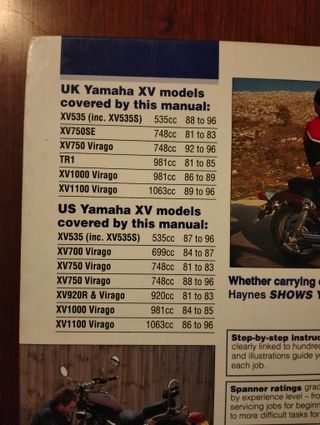 UK Yamaha XV models
covered by this manual:
XV535 (inc. XV535S) 535cc 88 to 96
XV750SE 748cc 81 to 83
XV750 Virago 748cc 92 to 96
TR1 981cc 81 to 85
XV1000 Virago 981cc 86 to 89
XV1100 Virago 1063cc 89 to 96
US Yamaha XV models
covered by this manual:
XV535 (inc. XV535S) 535cc 87 to 96
XV700 Virago 699cc 84 to 87
XV750 Virago 748cc 81 to 83
XV750 Virago 748cc 88 to 96
XV920R & Virago 920cc 81 to 83
XV1000 Virago 981cc 84 to 85
XV1100 Virago 1063cc 86 to 96
Whether carrying
Haynes SHOWS
Step-by-step
clearly linked to
and illustrations guide
each job.
Spanner ratings
by experience level –
servicing jobs for
to more difficult tasks